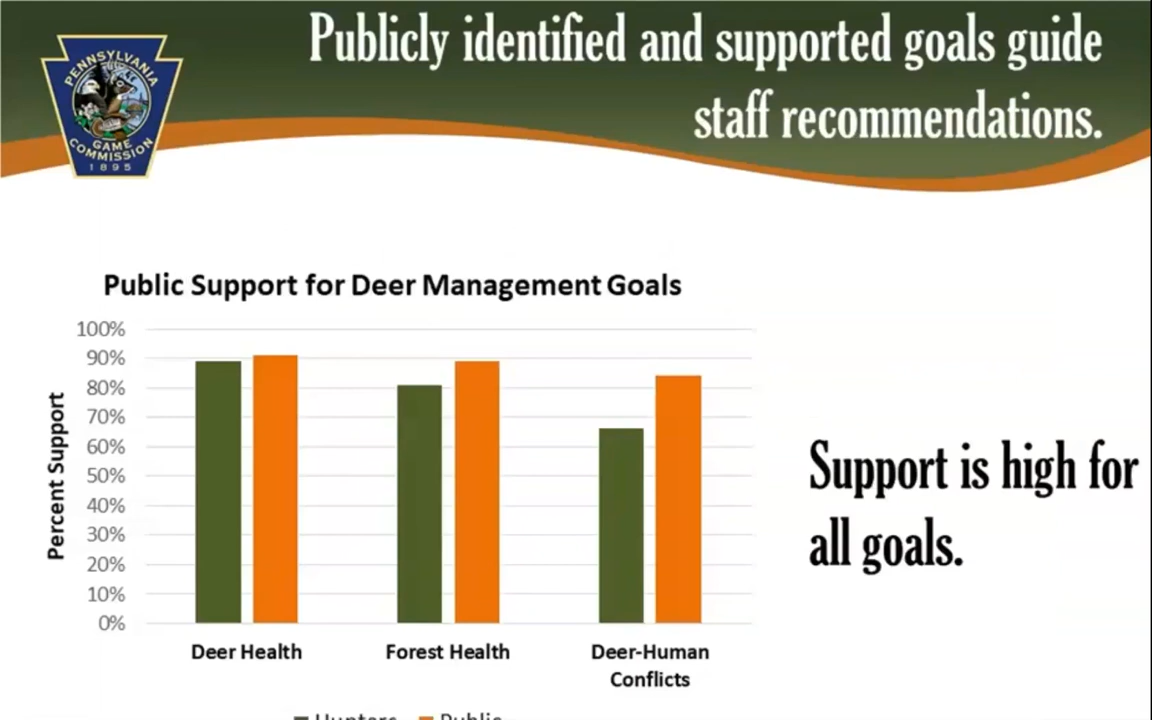 Publicly identified and supported goals guide
staff recommendations.
PENNSYLVANIA
GAME
COMMISSION
1895
Public Support for Deer Management Goals
100%
90%
80%
70%
60%
50%
40%
30%
20%
10%
0%
Percent Support
Deer Health
Forest Health
Deer-Human
Conflicts
Hunters
Public
Support is high for
all goals.